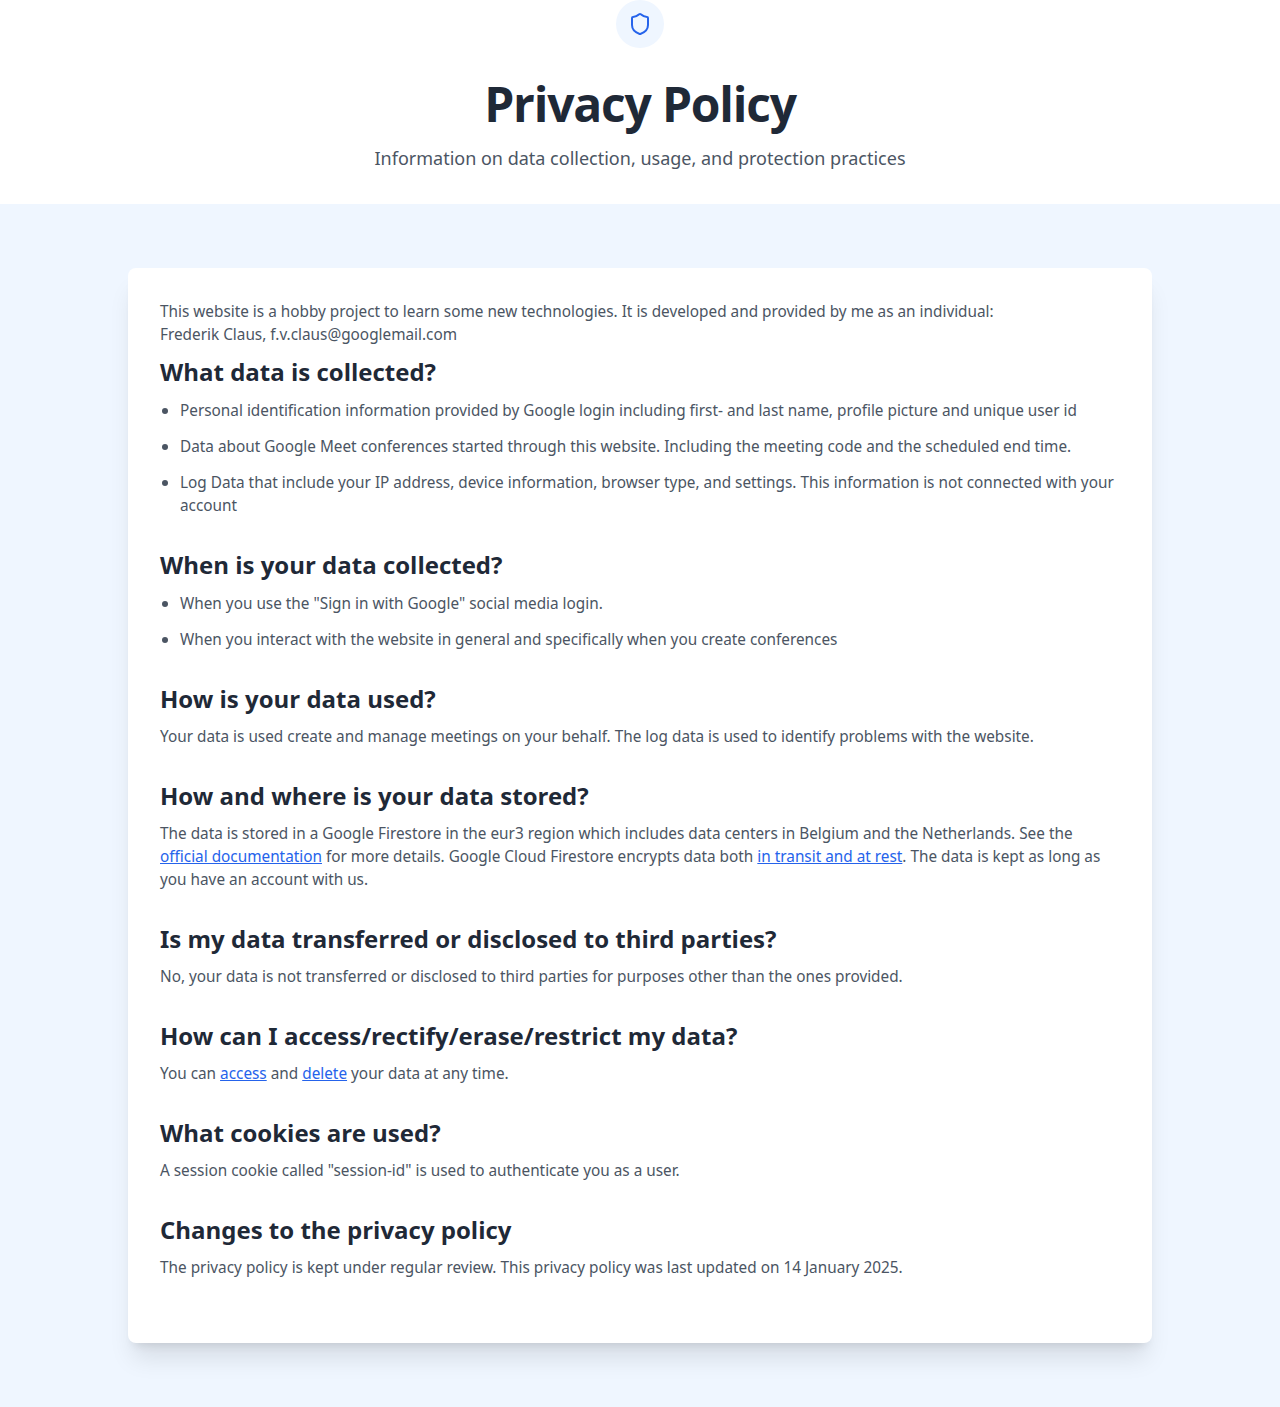 Privacy Policy
Information on data collection, usage, and protection practices
This website is a hobby project to learn some new technologies. It is developed and provided by me as an individual:
Frederik Claus, f.v.claus@googlemail.com
What data is collected?
• Personal identification information provided by Google login including first- and last name, profile picture and unique user id
• Data about Google Meet conferences started through this website. Including the meeting code and the scheduled end time.
• Log Data that include your IP address, device information, browser type, and settings. This information is not connected with your
account
When is your data collected?
• When you use the "Sign in with Google" social media login.
• When you interact with the website in general and specifically when you create conferences
How is your data used?
Your data is used create and manage meetings on your behalf. The log data is used to identify problems with the website.
How and where is your data stored?
The data is stored in a Google Firestore in the eur3 region which includes data centers in Belgium and the Netherlands. See the
official documentation for more details. Google Cloud Firestore encrypts data both in transit and at rest. The data is kept as long as
you have an account with us.
Is my data transferred or disclosed to third parties?
No, your data is not transferred or disclosed to third parties for purposes other than the ones provided.
How can I access/rectify/erase/restrict my data?
You can access and delete your data at any time.
What cookies are used?
A session cookie called "session-id" is used to authenticate you as a user.
Changes to the privacy policy
The privacy policy is kept under regular review. This privacy policy was last updated on 14 January 2025.